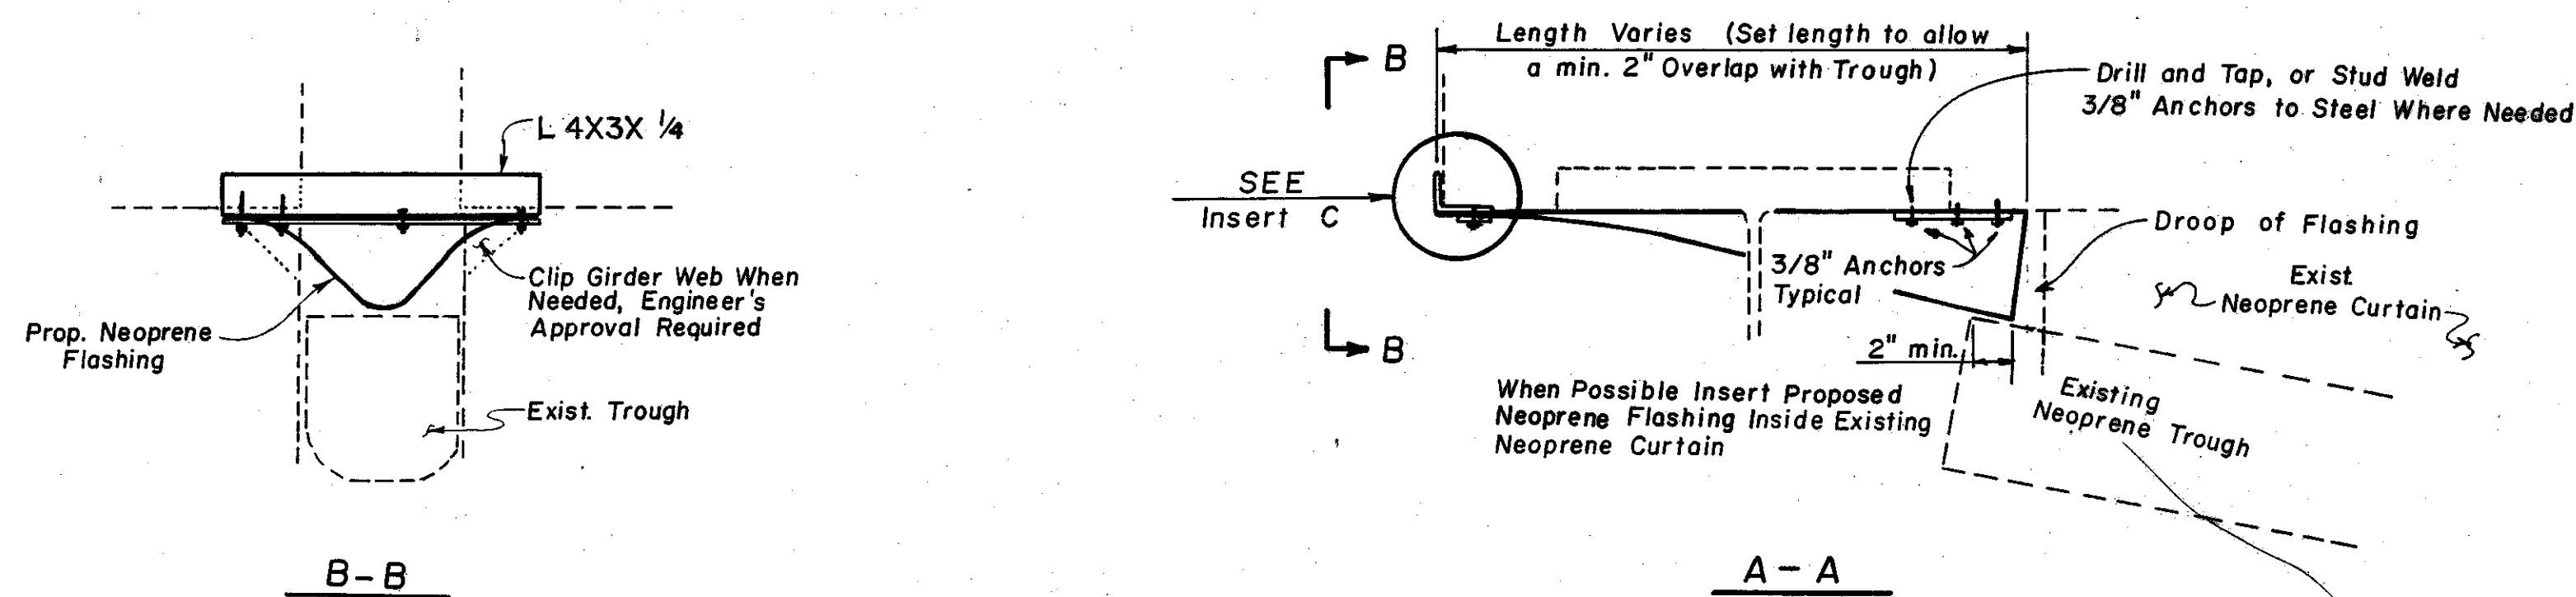 L 4X3X 1/4
Clip Girder Web When
Needed, Engineer's
Approval Required
Prop. Neoprene
Flashing
Exist. Trough
B-B
Length Varies (Set length to allow
a min. 2" Overlap with Trough)
B
Drill and Tap, or Stud Weld
3/8" Anchors to Steel Where Needed
SEE
Insert C
Droop of Flashing
3/8" Anchors
Typical
Exist.
Neoprene Curtain
B
2" min.
When Possible Insert Proposed
Neoprene Flashing Inside Existing
Neoprene Curtain
Existing
Neoprene Trough
A-A